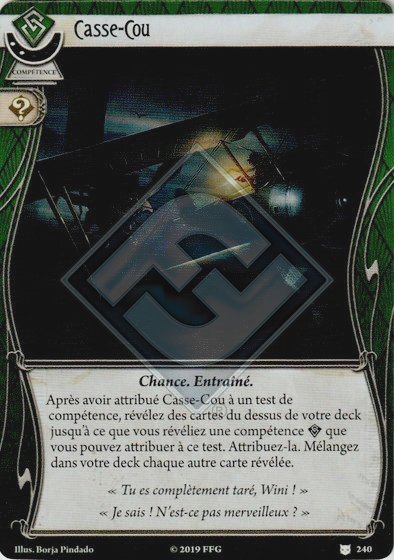 Casse-Cou
COMPÉTENCE
?
Chance. Entraîné.
Après avoir attribué Casse-Cou à un test de
compétence, révélez des cartes du dessus de votre deck
jusqu'à ce que vous révéliez une compétence que
vous pouvez attribuer à ce test. Attribuez-la. Mélangez
dans votre deck chaque autre carte révélée.
« Tu es complètement taré, Wini ! »
« Je sais ! N'est-ce pas merveilleux ? »
Illus. Borja Pindado © 2019 FFG 240